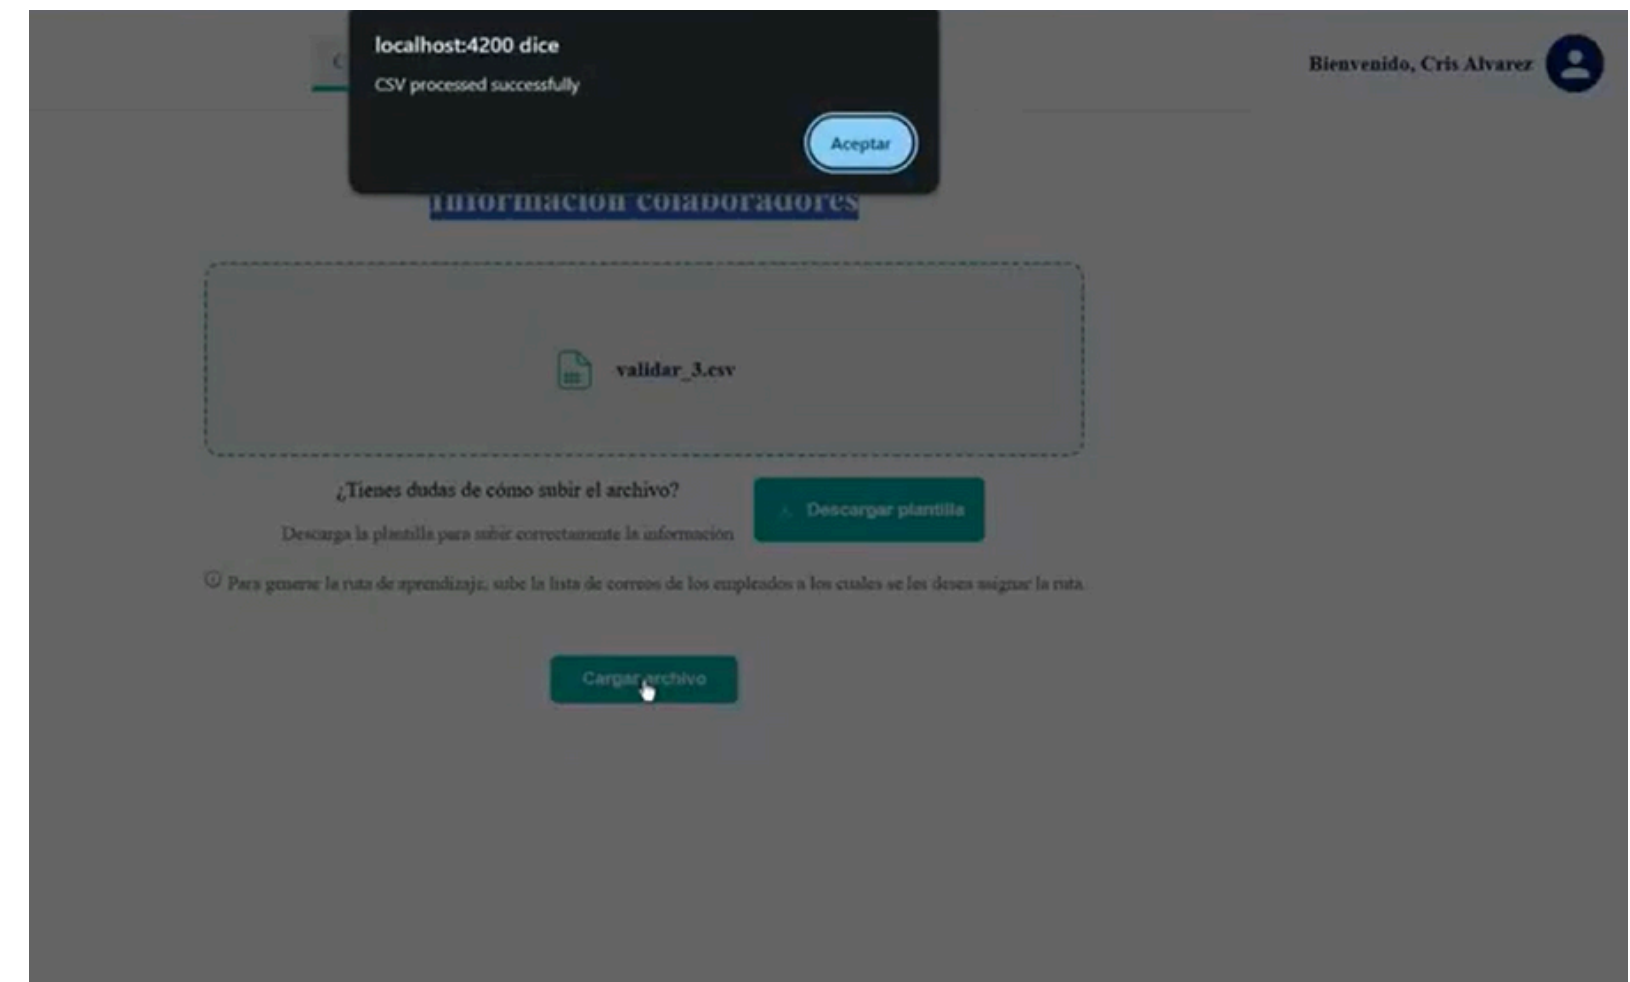 localhost:4200 dice
CSV processed successfully
Bienvenido, Cris Alvarez
Aceptar
Información colaboradores
validar_3.csv
¿Tienes dudas de cómo subir el archivo?
Descargar plantilla
Descarga la plantilla para subir correctamente la información
Para generar la ruta de aprendizaje, sube la lista de correos de los empleados a los cuales se les desea asignar la ruta.
Cargar archivo